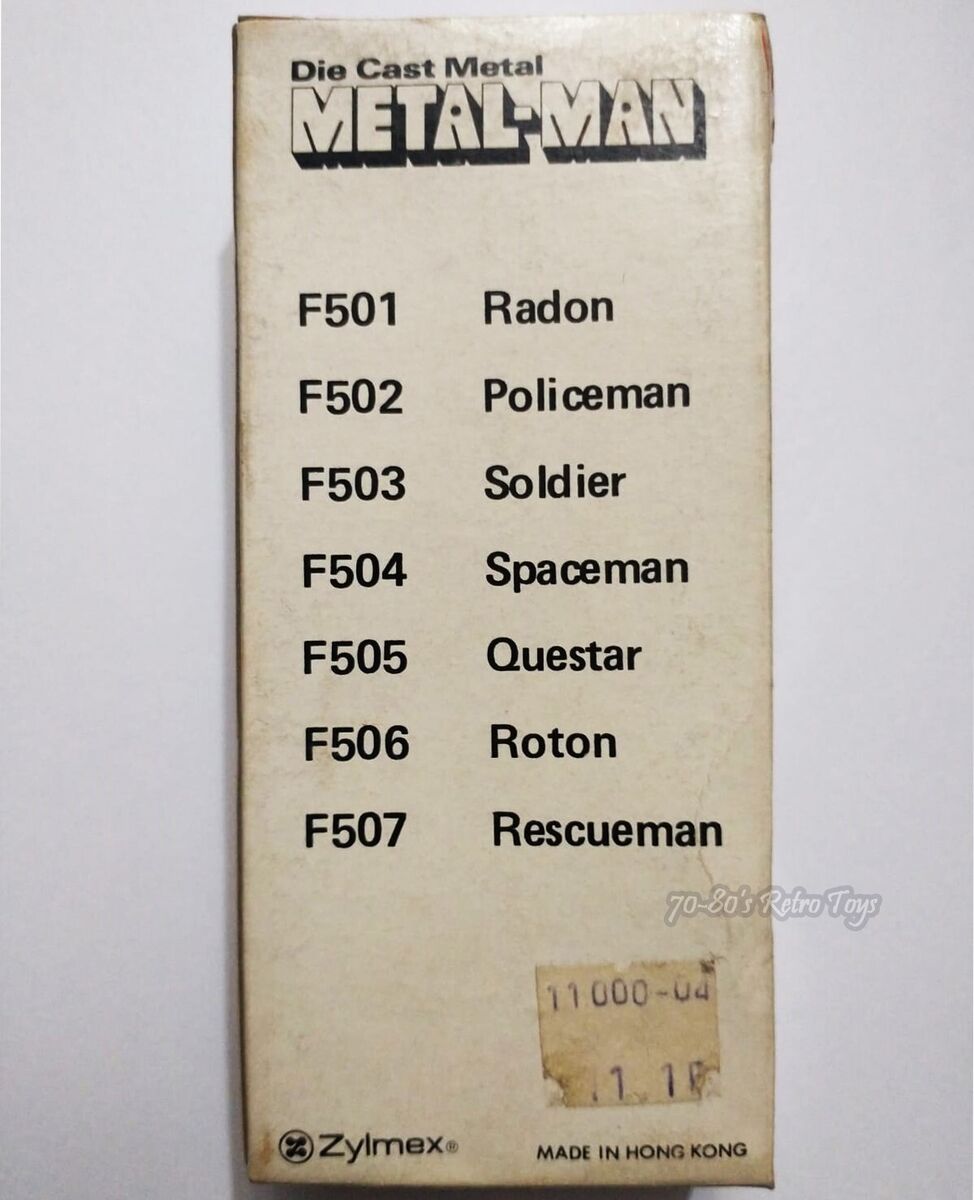 Die Cast Metal
METAL-MAN
F501 Radon
F502 Policeman
F503 Soldier
F504 Spaceman
F505 Questar
F506 Roton
F507 Rescueman
70-80's Retro Toys
11000-04
Zylmex®
MADE IN HONG KONG